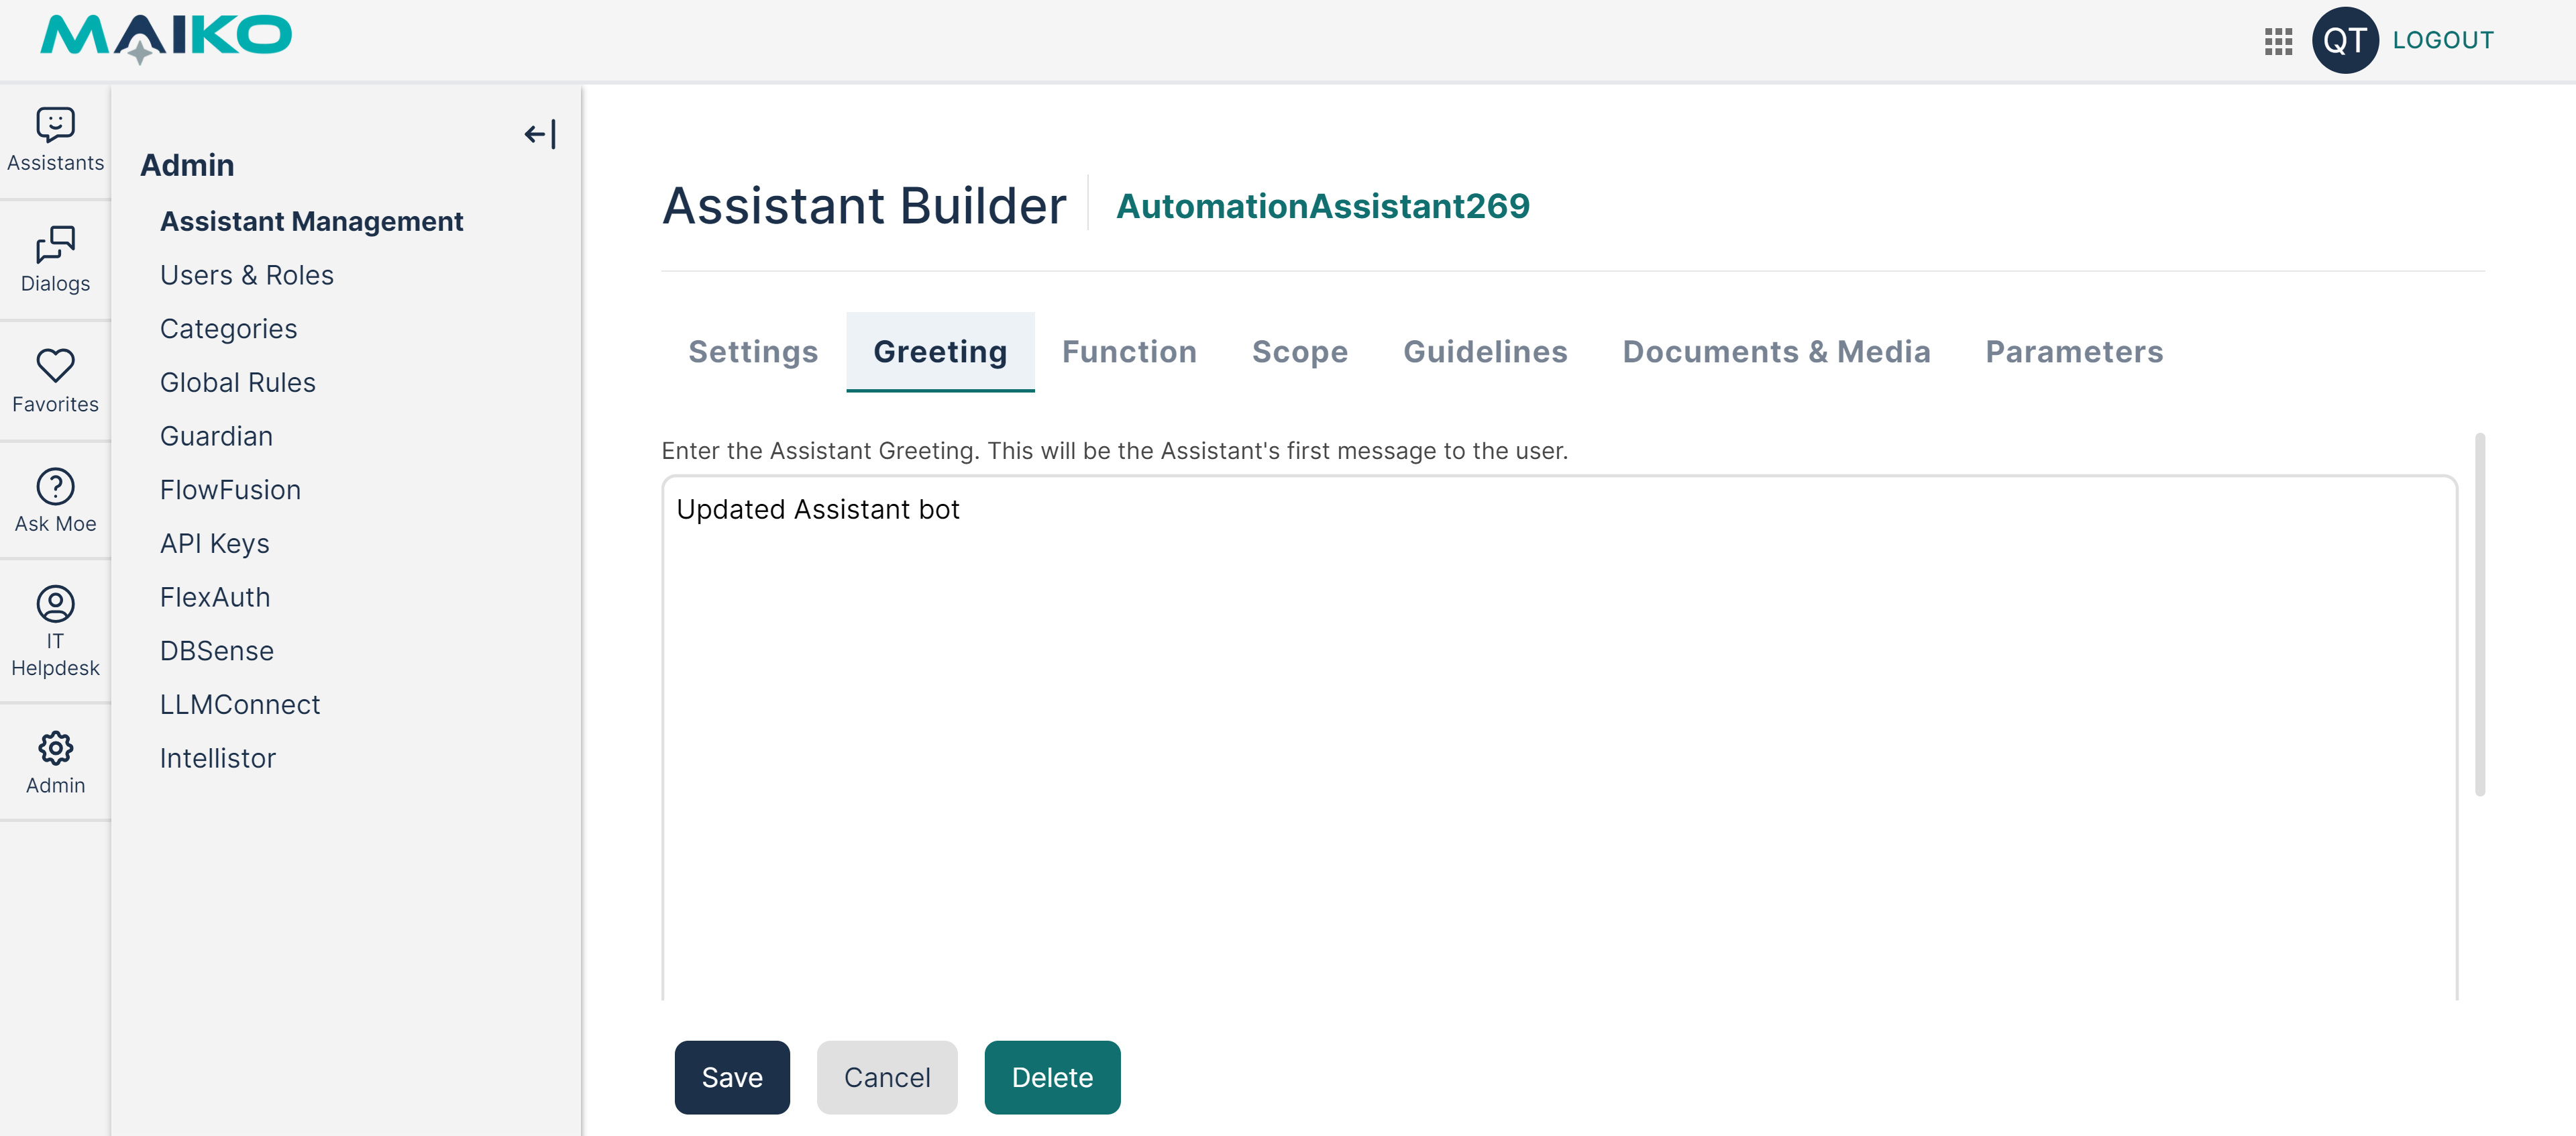 MAIKO
QT
LOGOUT
Assistants
Dialogs
Favorites
Ask Moe
IT
Helpdesk
Admin
Admin
Assistant Management
Users & Roles
Categories
Global Rules
Guardian
FlowFusion
API Keys
FlexAuth
DBSense
LLMConnect
Intellistor
Assistant Builder
AutomationAssistant269
Settings
Greeting
Function
Scope
Guidelines
Documents & Media
Parameters
Enter the Assistant Greeting. This will be the Assistant's first message to the user.
Updated Assistant bot
Save
Cancel
Delete